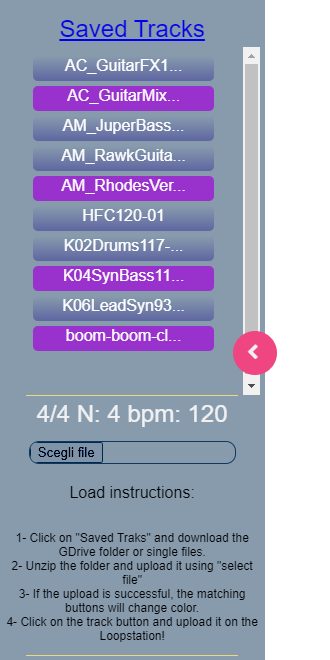 Saved Tracks
AC_GuitarFX1...
AC_GuitarMix...
AM_JuperBass...
AM_RawkGuita...
AM_RhodesVer...
HFC120-01
K02Drums117-...
K04SynBass11...
K06LeadSyn93...
boom-boom-cl...
4/4 N: 4 bpm: 120
Scegli file
Load instructions:
1- Click on "Saved Traks" and download the
GDrive folder or single files.
2- Unzip the folder and upload it using "select
file"
3- If the upload is successful, the matching
buttons will change color.
4- Click on the track button and upload it on the
Loopstation!